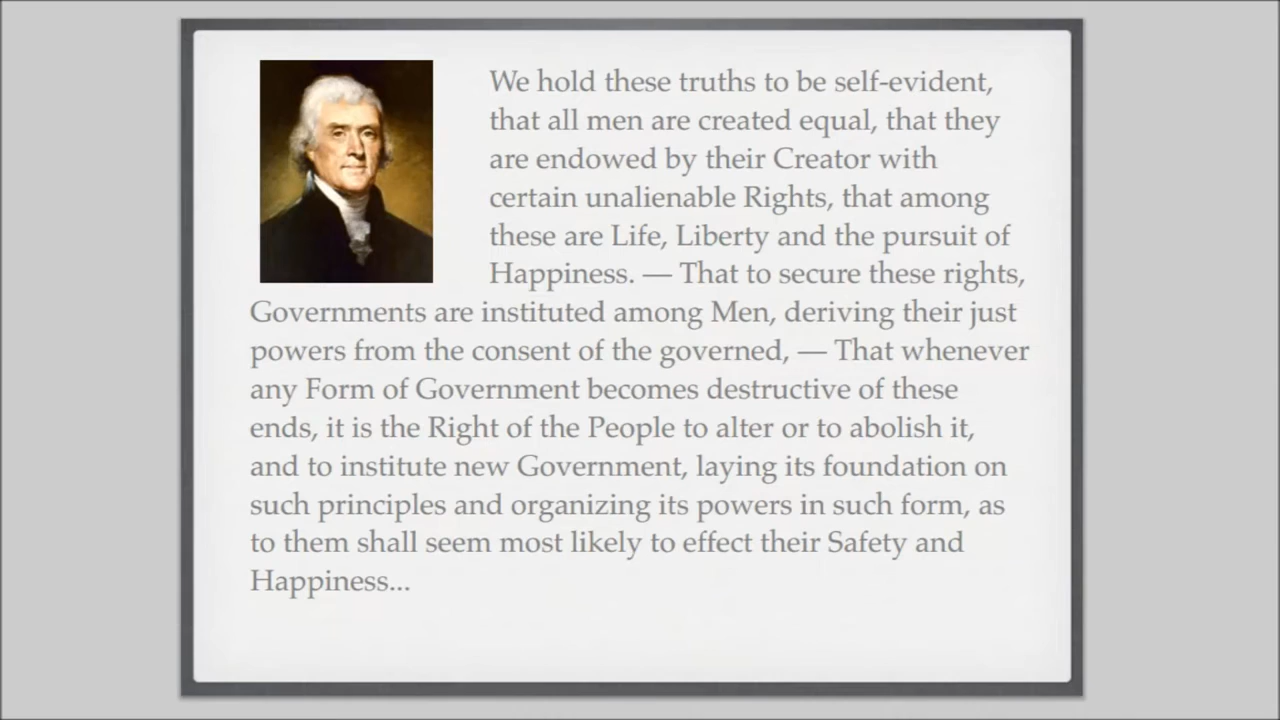 We hold these truths to be self-evident,
that all men are created equal, that they
are endowed by their Creator with
certain unalienable Rights, that among
these are Life, Liberty and the pursuit of
Happiness. — That to secure these rights,
Governments are instituted among Men, deriving their just
powers from the consent of the governed, — That whenever
any Form of Government becomes destructive of these
ends, it is the Right of the People to alter or to abolish it,
and to institute new Government, laying its foundation on
such principles and organizing its powers in such form, as
to them shall seem most likely to effect their Safety and
Happiness...